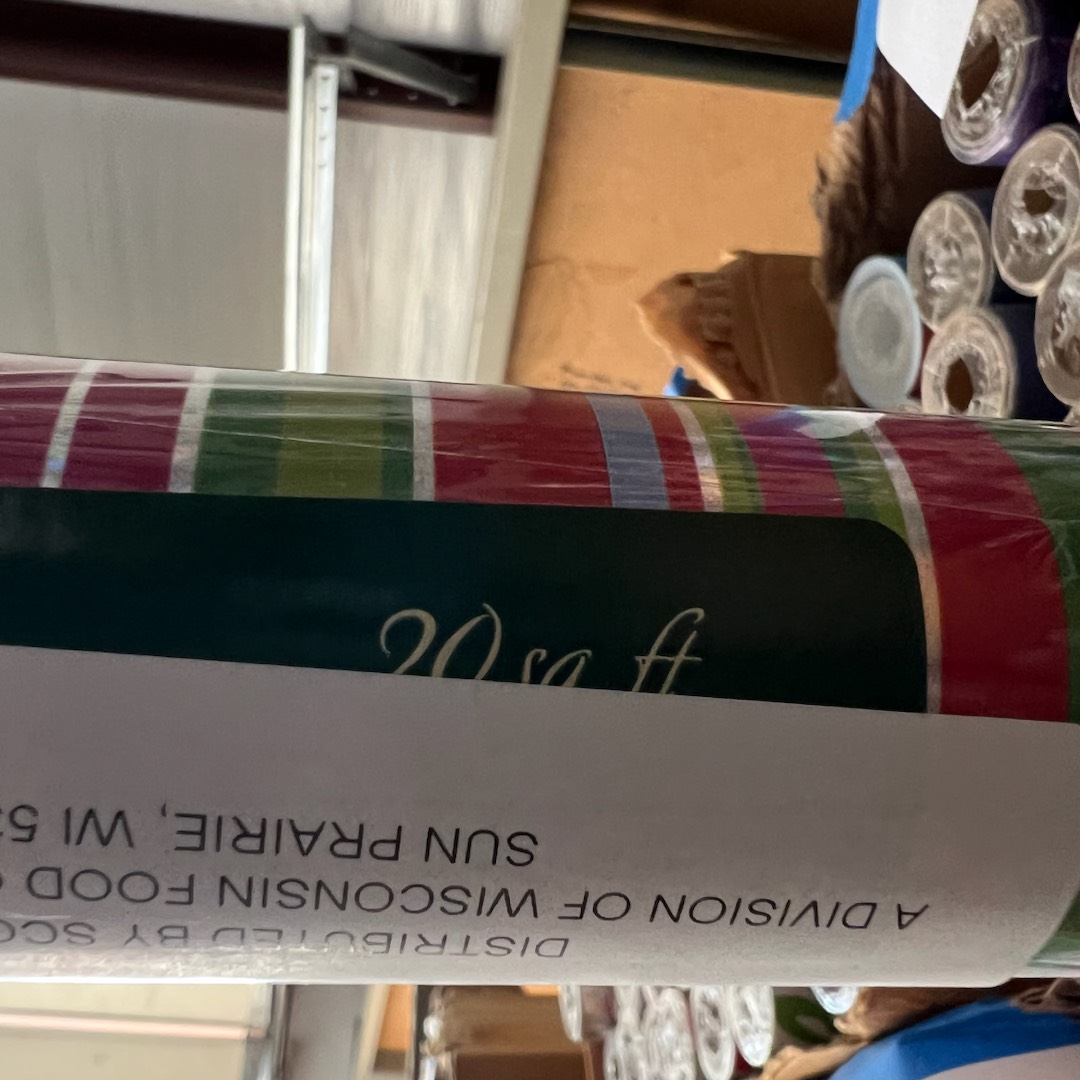 20 sq. ft
DISTRIBUTED BY
A DIVISION OF WISCONSIN FOOD
SUN PRAIRIE, WI